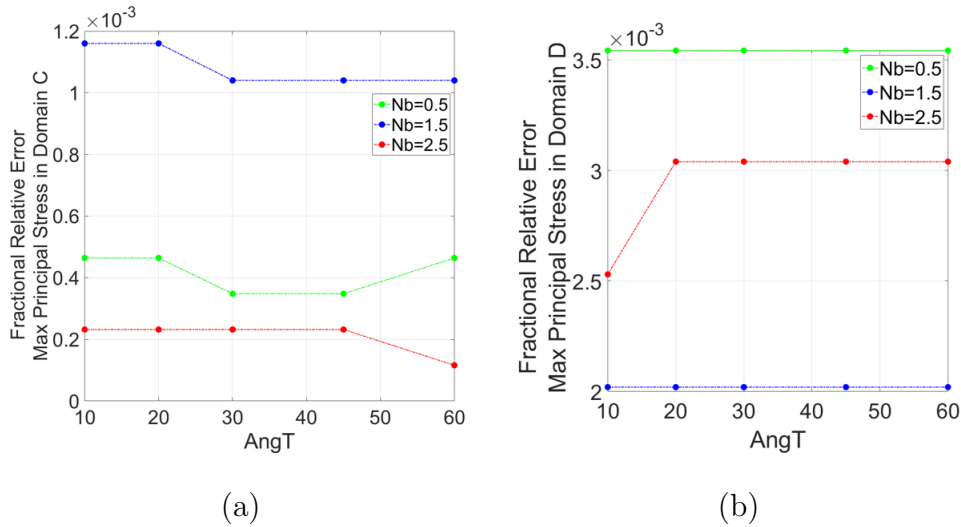 ×10⁻³
1.2
1
0.8
0.6
0.4
0.2
0
10 20 30 40 50 60
AngT
Fractional Relative Error
Max Principal Stress in Domain C
Nb=0.5
Nb=1.5
Nb=2.5
(a)
×10⁻³
3.5
3
2.5
2
10 20 30 40 50 60
AngT
Fractional Relative Error
Max Principal Stress in Domain D
Nb=0.5
Nb=1.5
Nb=2.5
(b)